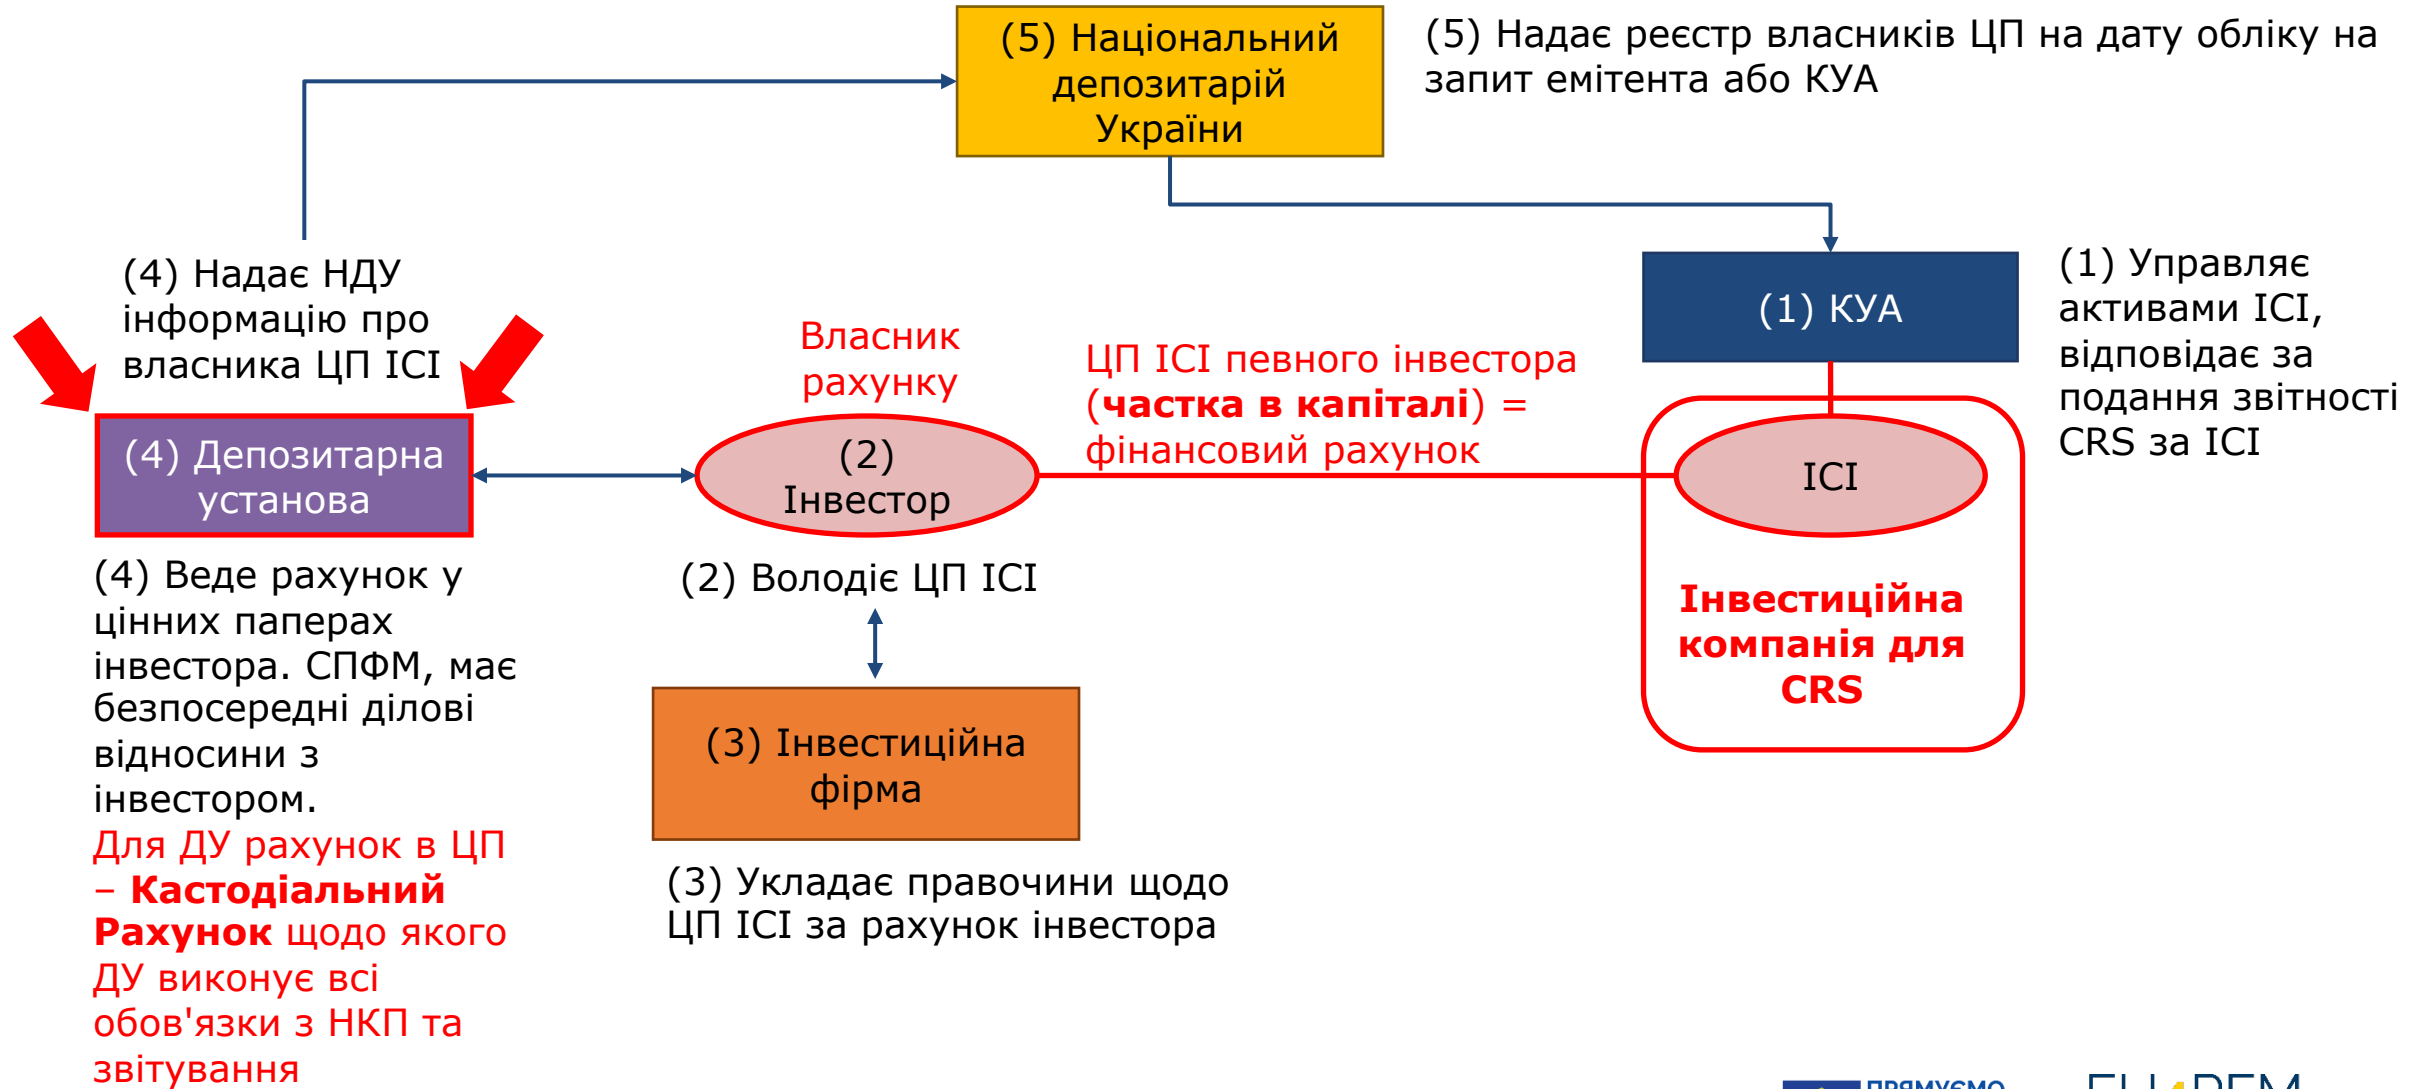 (5) Національний
депозитарій
України
(5) Надає реєстр власників ЦП на дату обліку на
запит емітента або КУА
(4) Надає НДУ
інформацію про
власника ЦП ІСІ
(4) Депозитарна
установа
(4) Веде рахунок у
цінних паперах
інвестора. СПФМ, має
безпосередні ділові
відносини з
інвестором.
Для ДУ рахунок в ЦП
– Кастодіальний
Рахунок щодо якого
ДУ виконує всі
обов'язки з НКП та
звітування
Власник
рахунку
(2)
Інвестор
(2) Володіє ЦП ІСІ
(3) Інвестиційна
фірма
(3) Укладає правочини щодо
ЦП ІСІ за рахунок інвестора
ЦП ІСІ певного інвестора
(частка в капіталі) =
фінансовий рахунок
(1) КУА
ІСІ
Інвестиційна
компанія для
CRS
(1) Управляє
активами ІСІ,
відповідає за
подання звітності
CRS за ІСІ
ПРЯМУЄМО